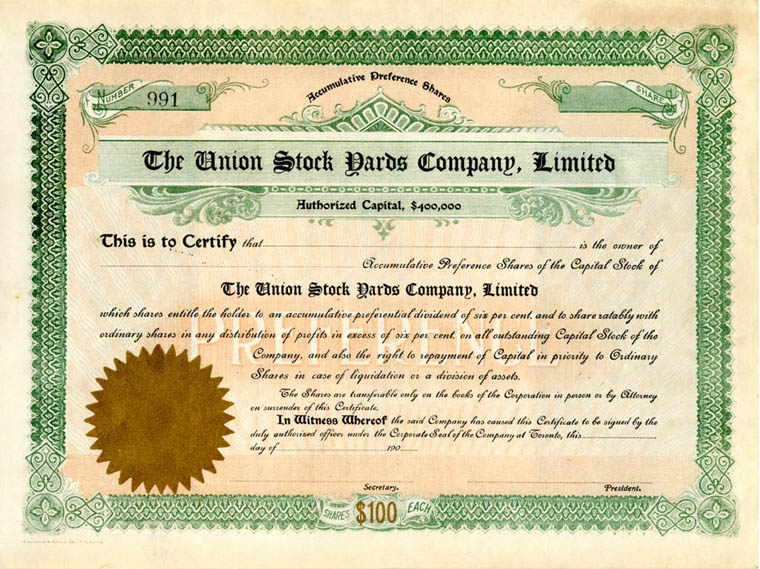 Accumulative Preference Shares
NUMBER 991 SHARES
The Union Stock Yards Company, Limited
Authorized Capital, $400,000
This is to Certify that is the owner of
Accumulative Preference Shares of the Capital Stock of
The Union Stock Yards Company, Limited
which shares entitle the holder to an accumulative preferential dividend of six per cent, and to share ratably with
ordinary shares in any distribution of profits in excess of six per cent. on all outstanding Capital Stock of the
Company, and also the right to repayment of Capital in priority to Ordinary
Shares in case of liquidation or a division of assets.
PREFERENCE
The Shares are transferable only on the books of the Corporation in person or by Attorney
on surrender of this Certificate.
In Witness Whereof the said Company has caused this Certificate to be signed by the
duly authorized officer under the Corporate Seal of the Company at Toronto, this
day of 190
Secretary. President.
SHARES $100 EACH